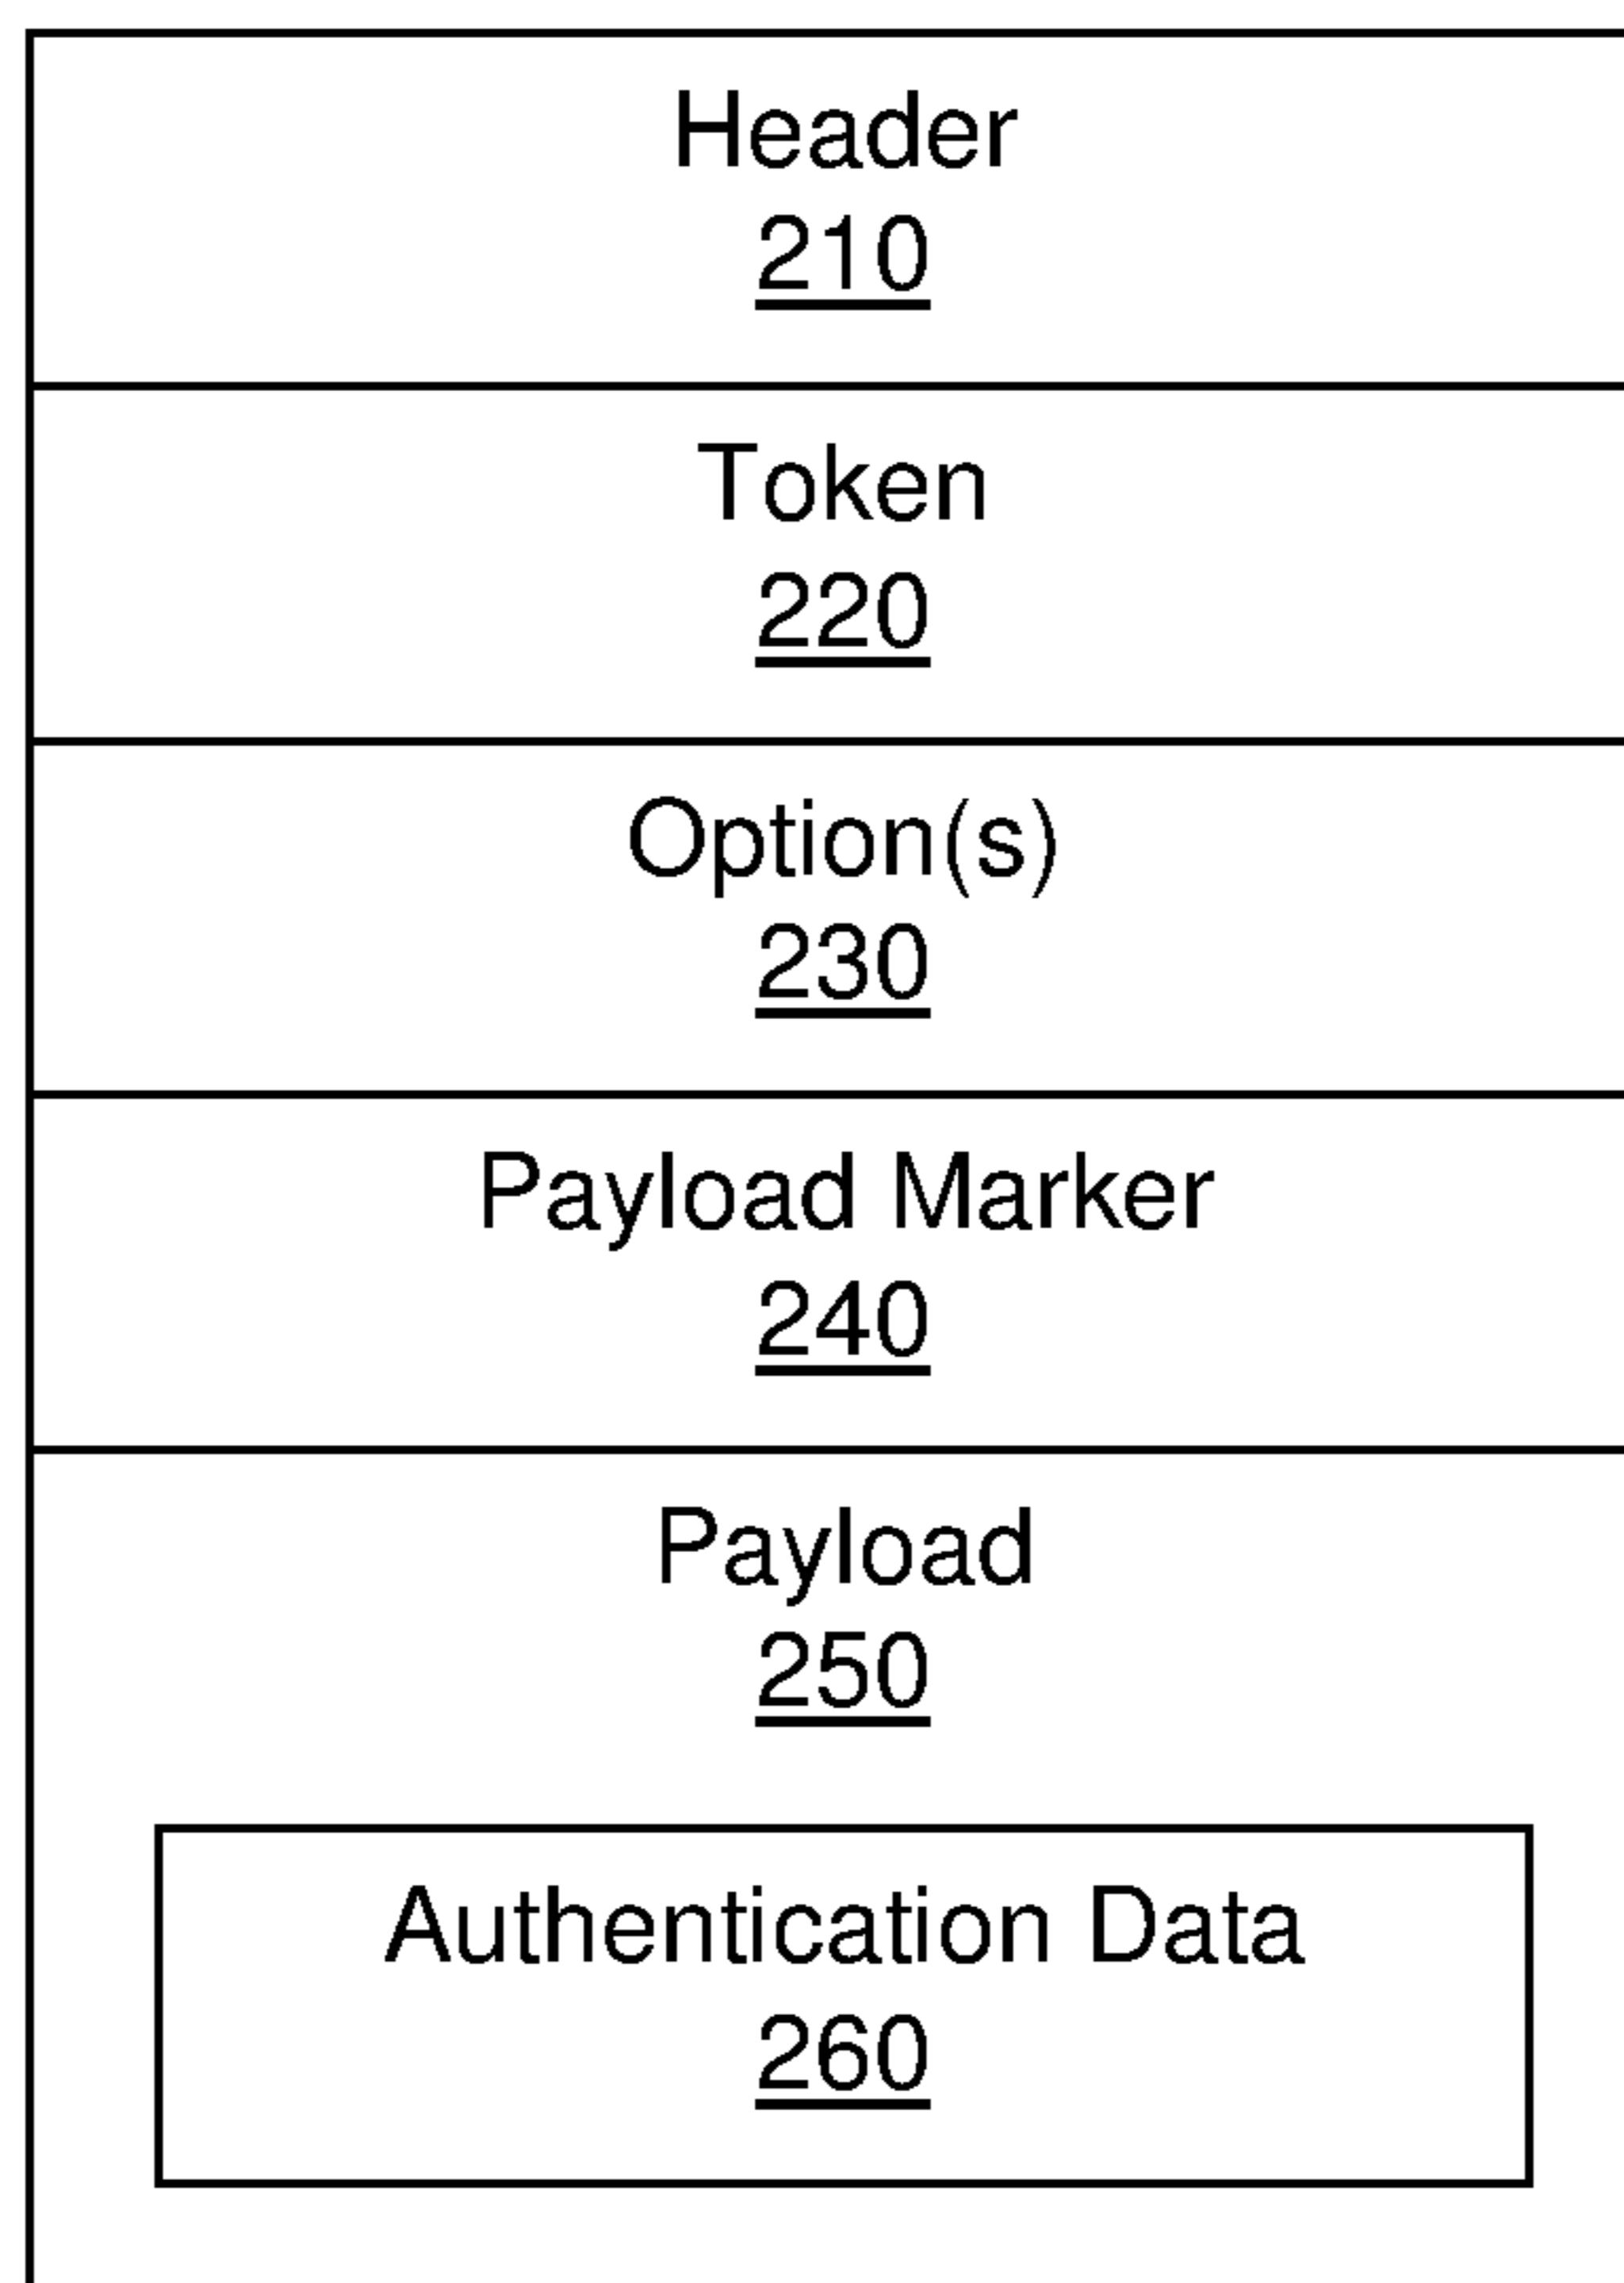 Header
210
Token
220
Option(s)
230
Payload Marker
240
Payload
250
Authentication Data
260